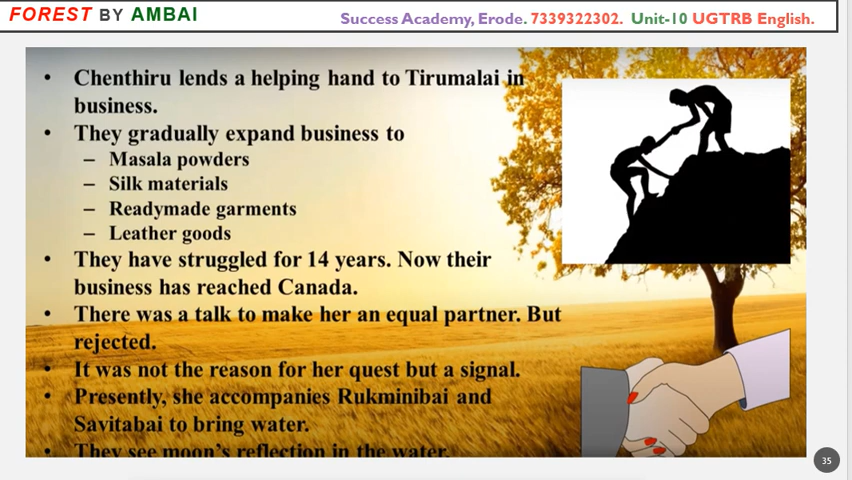 FOREST BY AMBAI
Success Academy, Erode. 7339322302. Unit-10 UGTRB English.
• Chenthiru lends a helping hand to Tirumalai in
business.
• They gradually expand business to
– Masala powders
– Silk materials
– Readymade garments
– Leather goods
• They have struggled for 14 years. Now their
business has reached Canada.
• There was a talk to make her an equal partner. But
rejected.
• It was not the reason for her quest but a signal.
• Presently, she accompanies Rukminibai and
Savitabai to bring water.
• They see moon's reflection in the water.
35